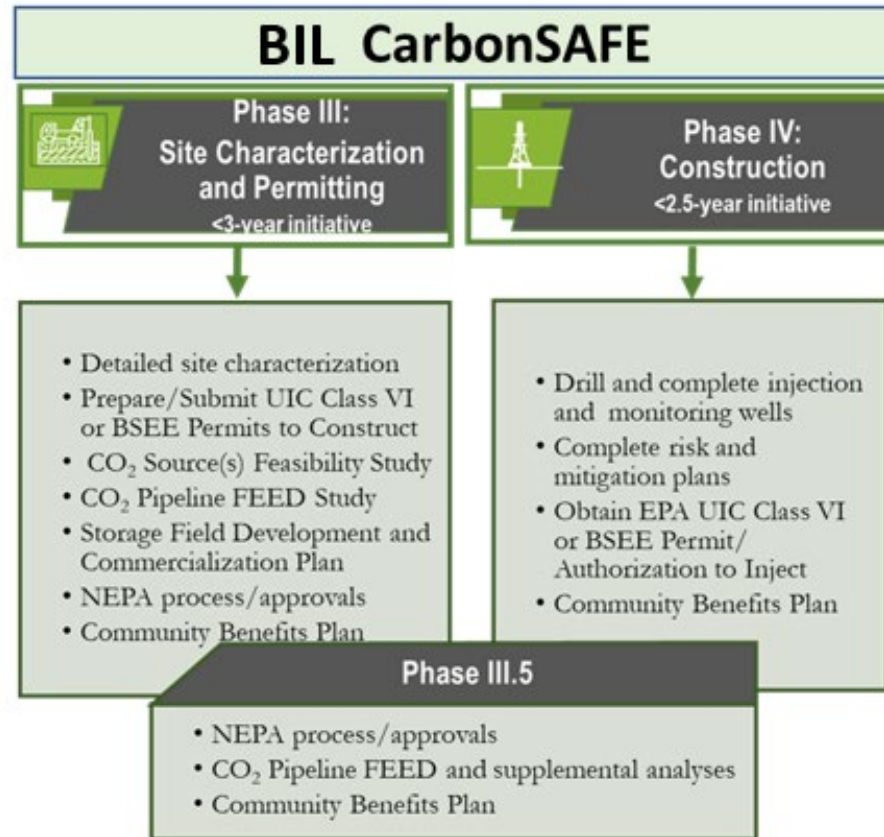 BIL CarbonSAFE
Phase III:
Site Characterization
and Permitting
<3-year initiative
• Detailed site characterization
• Prepare/Submit UIC Class VI
or BSEE Permits to Construct
• CO₂ Source(s) Feasibility Study
• CO₂ Pipeline FEED Study
• Storage Field Development and
Commercialization Plan
• NEPA process/approvals
• Community Benefits Plan
Phase IV:
Construction
<2.5-year initiative
• Drill and complete injection
and monitoring wells
• Complete risk and
mitigation plans
• Obtain EPA UIC Class VI
or BSEE Permit/
Authorization to Inject
• Community Benefits Plan
Phase III.5
• NEPA process/approvals
• CO₂ Pipeline FEED and supplemental analyses
• Community Benefits Plan